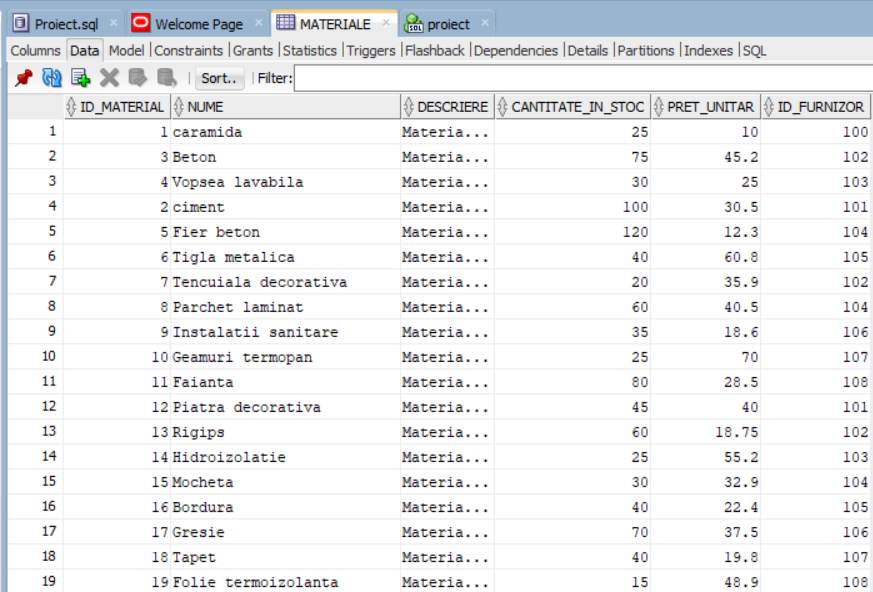 Proiect.sql × Welcome Page × MATERIALE × proiect ×
Columns Data Model Constraints Grants Statistics Triggers Flashback Dependencies Details Partitions Indexes SQL
Sort.. Filter:
ID_MATERIAL NUME DESCRIERE CANTITATE_IN_STOC PRET_UNITAR ID_FURNIZOR
1 1 caramida Materia... 25 10 100
2 3 Beton Materia... 75 45.2 102
3 4 Vopsea lavabila Materia... 30 25 103
4 2 ciment Materia... 100 30.5 101
5 5 Fier beton Materia... 120 12.3 104
6 6 Tigla metalica Materia... 40 60.8 105
7 7 Tencuiala decorativa Materia... 20 35.9 102
8 8 Parchet laminat Materia... 60 40.5 104
9 9 Instalatii sanitare Materia... 35 18.6 106
10 10 Geamuri termopan Materia... 25 70 107
11 11 Faianta Materia... 80 28.5 108
12 12 Piatra decorativa Materia... 45 40 101
13 13 Rigips Materia... 60 18.75 102
14 14 Hidroizolatie Materia... 25 55.2 103
15 15 Mocheta Materia... 30 32.9 104
16 16 Bordura Materia... 40 22.4 105
17 17 Gresie Materia... 70 37.5 106
18 18 Tapet Materia... 40 19.8 107
19 19 Folie termoizolanta Materia... 15 48.9 108